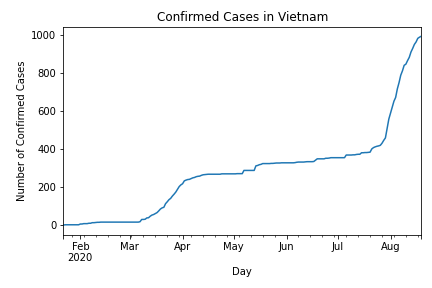 Confirmed Cases in Vietnam
Number of Confirmed Cases
1000
800
600
400
200
0
Feb Mar Apr May Jun Jul Aug
2020
Day